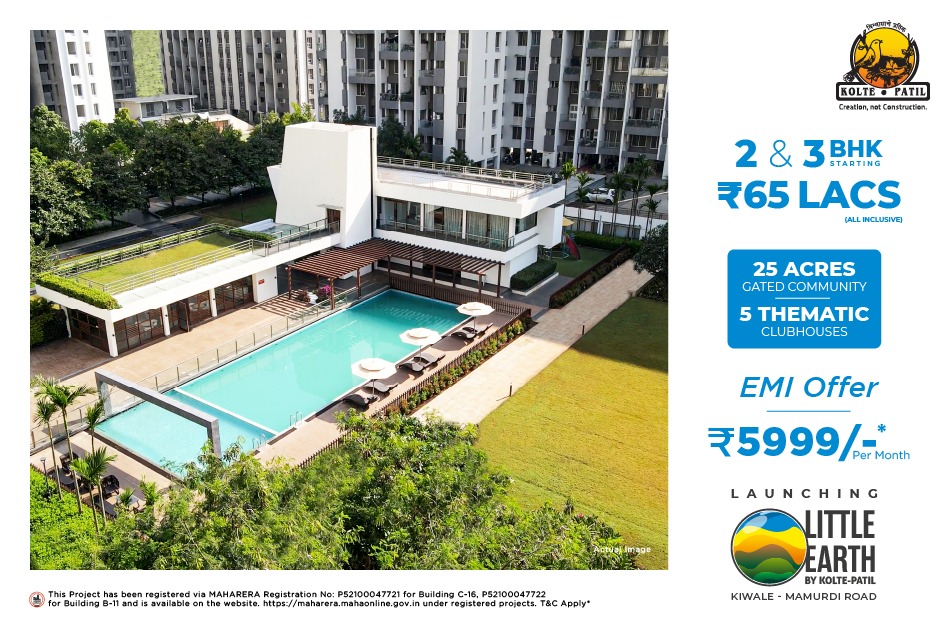 Actual Image
विश्वासाचे प्रतिक
KOLTE • PATIL
Creation, not Construction.
2 & 3 BHK
STARTING
₹65 LACS
(ALL INCLUSIVE)
25 ACRES
GATED COMMUNITY
5 THEMATIC
CLUBHOUSES
EMI Offer
₹5999/-*
Per Month
LAUNCHING
LITTLE
EARTH
BY KOLTE-PATIL
KIWALE - MAMURDI ROAD
This Project has been registered via MAHARERA Registration No: P52100047721 for Building C-16, P52100047722
for Building B-11 and is available on the website. https://maharera.mahaonline.gov.in under registered projects. T&C Apply*